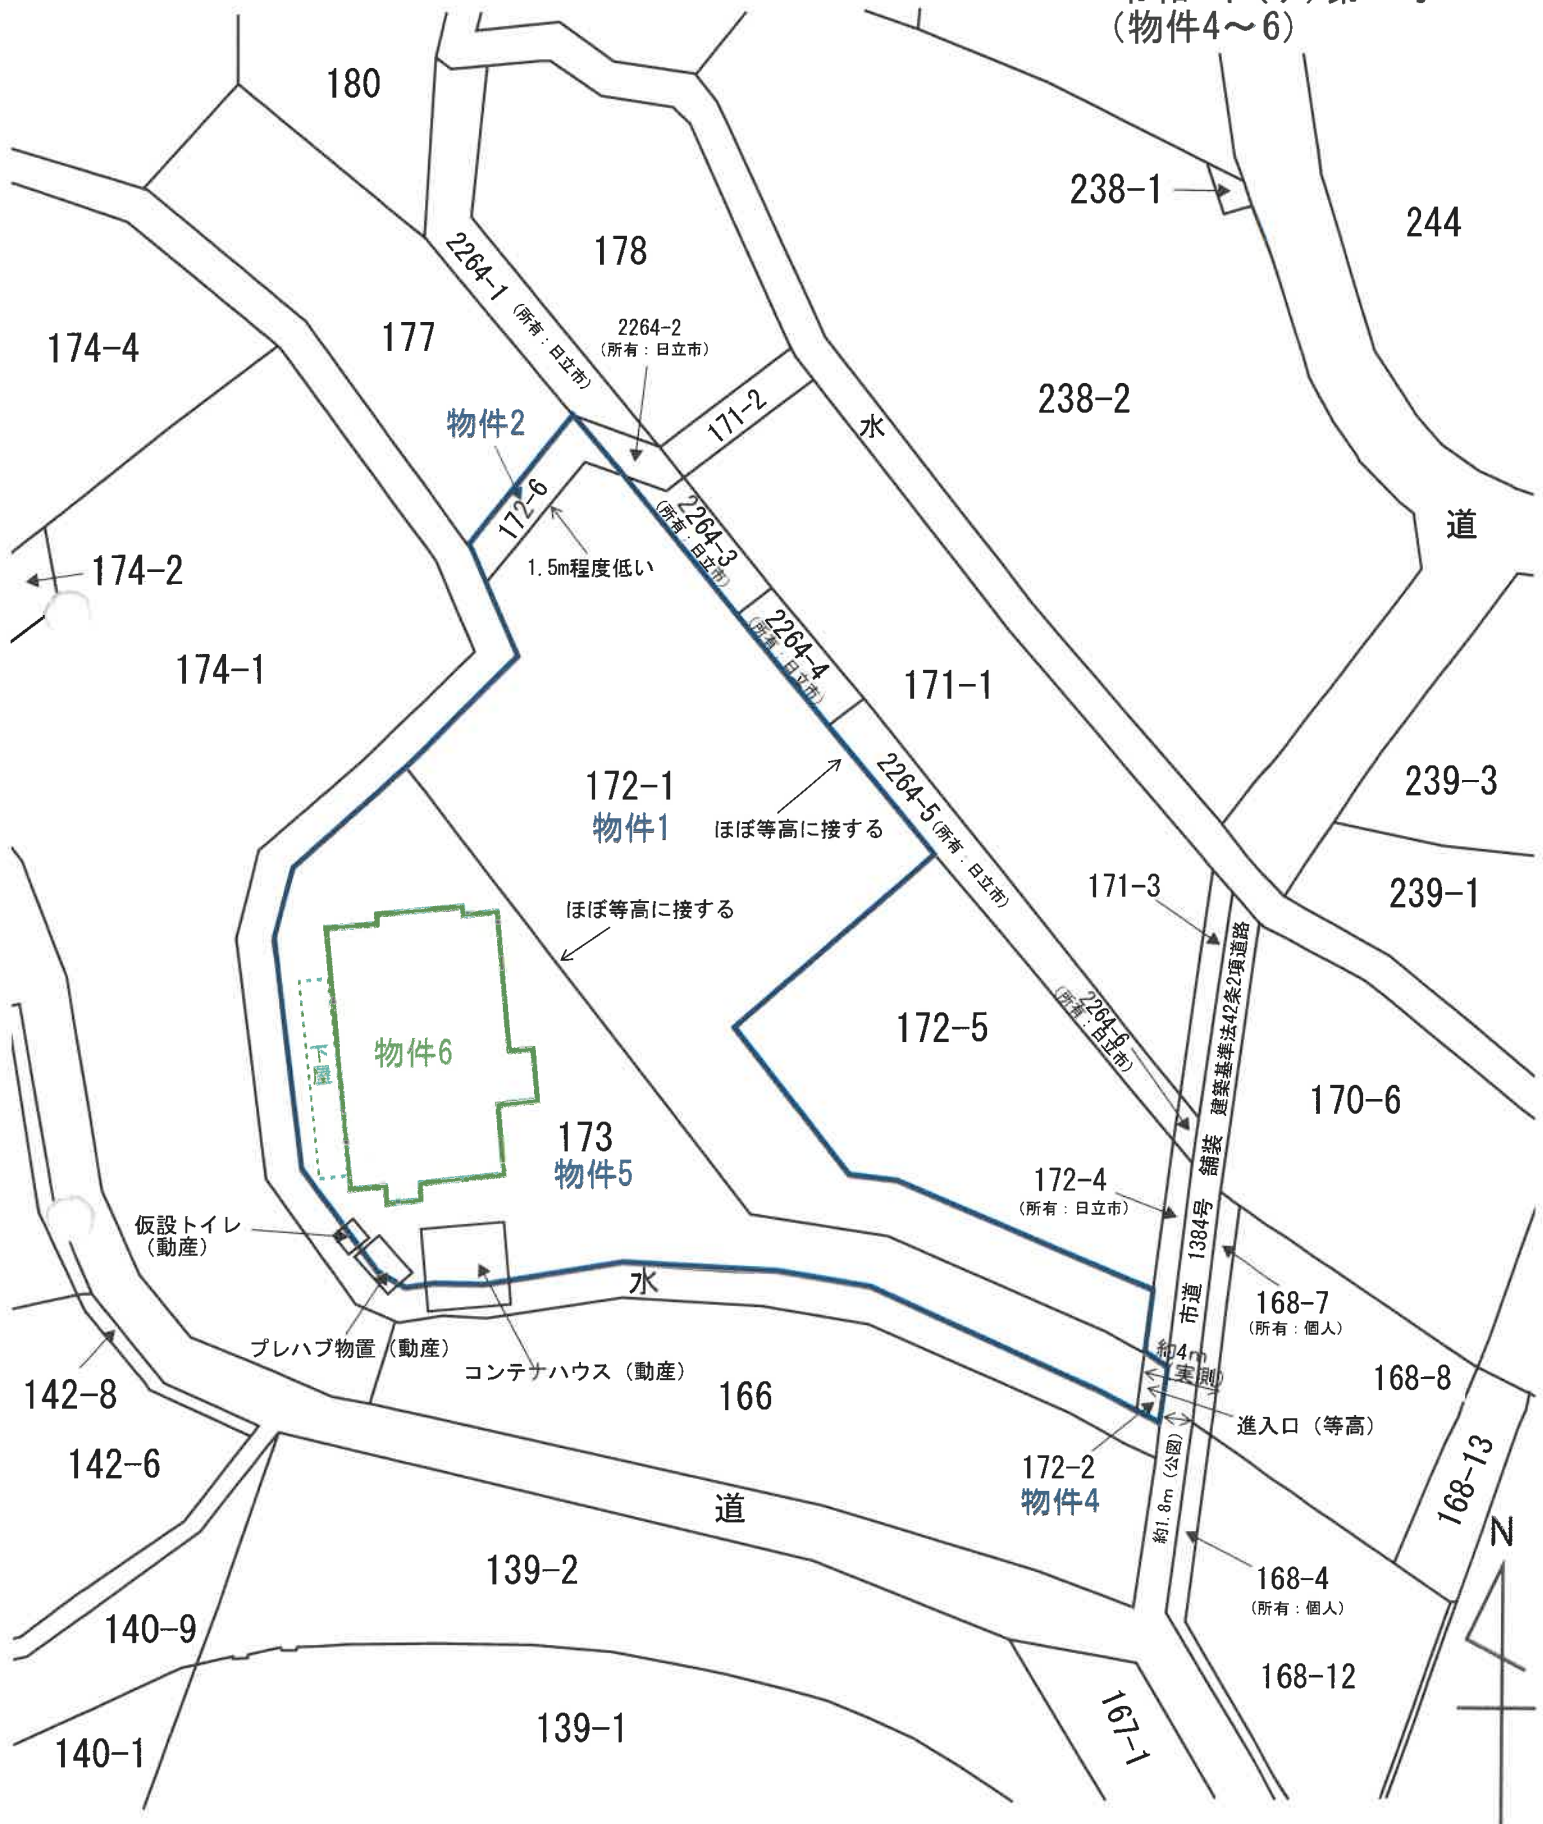 (物件4～6)
180
238-1
244
178
2264-1 (所有：日立市)
177
2264-2
(所有：日立市)
174-4
238-2
171-2
水
物件2
172-6
2264-3
(所有：日立市)
道
1.5m程度低い
174-2
2264-4
(所有：日立市)
174-1
171-1
172-1
物件1
2264-5 (所有：日立市)
239-3
ほぼ等高に接する
171-3
239-1
ほぼ等高に接する
建築基準法42条2項道路
2264-6
(所有：日立市)
172-5
物件6
下屋
170-6
173
物件5
舗装
172-4
(所有：日立市)
市道 1384号
仮設トイレ
(動産)
水
168-7
(所有：個人)
プレハブ物置 (動産)
コンテナハウス (動産)
約4m
(実測)
168-8
142-8
166
進入口 (等高)
142-6
172-2
物件4
約1.8m (公図)
168-13
道
N
139-2
168-4
(所有：個人)
140-9
168-12
139-1
167-1
140-1